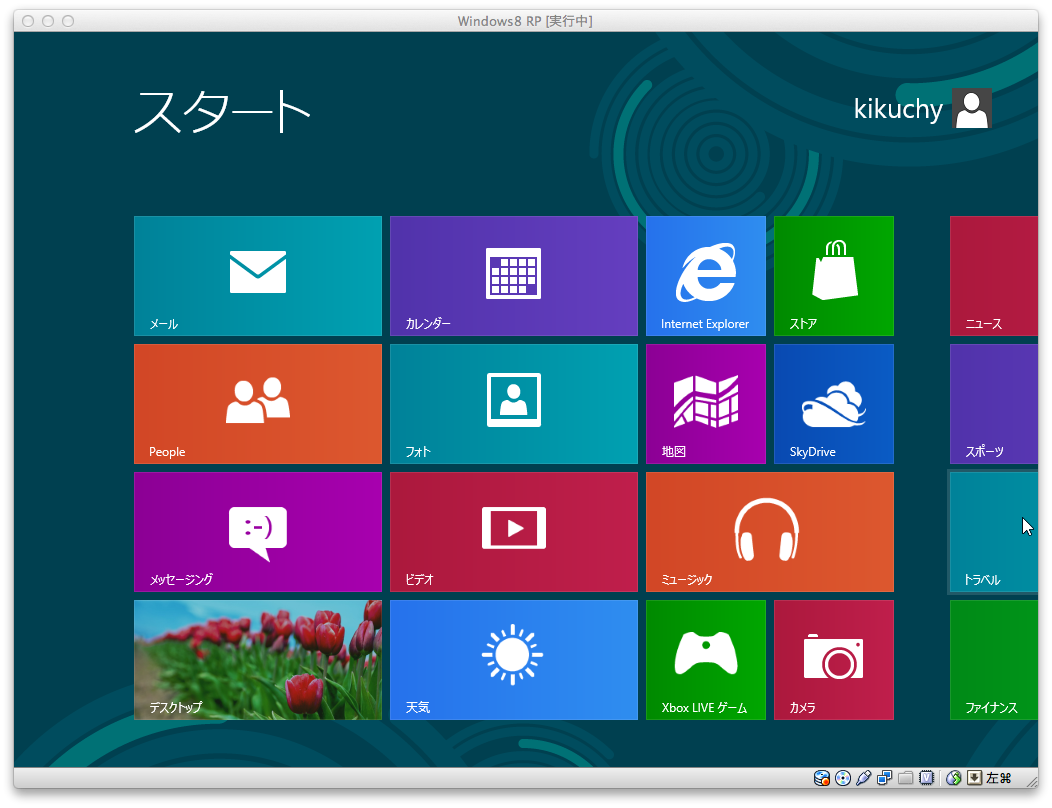 Windows8 RP [実行中]
スタート
kikuchy
メール
カレンダー
Internet Explorer
ストア
ニュース
People
フォト
地図
SkyDrive
スポーツ
メッセージング
:-)
ビデオ
ミュージック
トラベル
デスクトップ
天気
Xbox LIVE ゲーム
カメラ
ファイナンス
左⌘